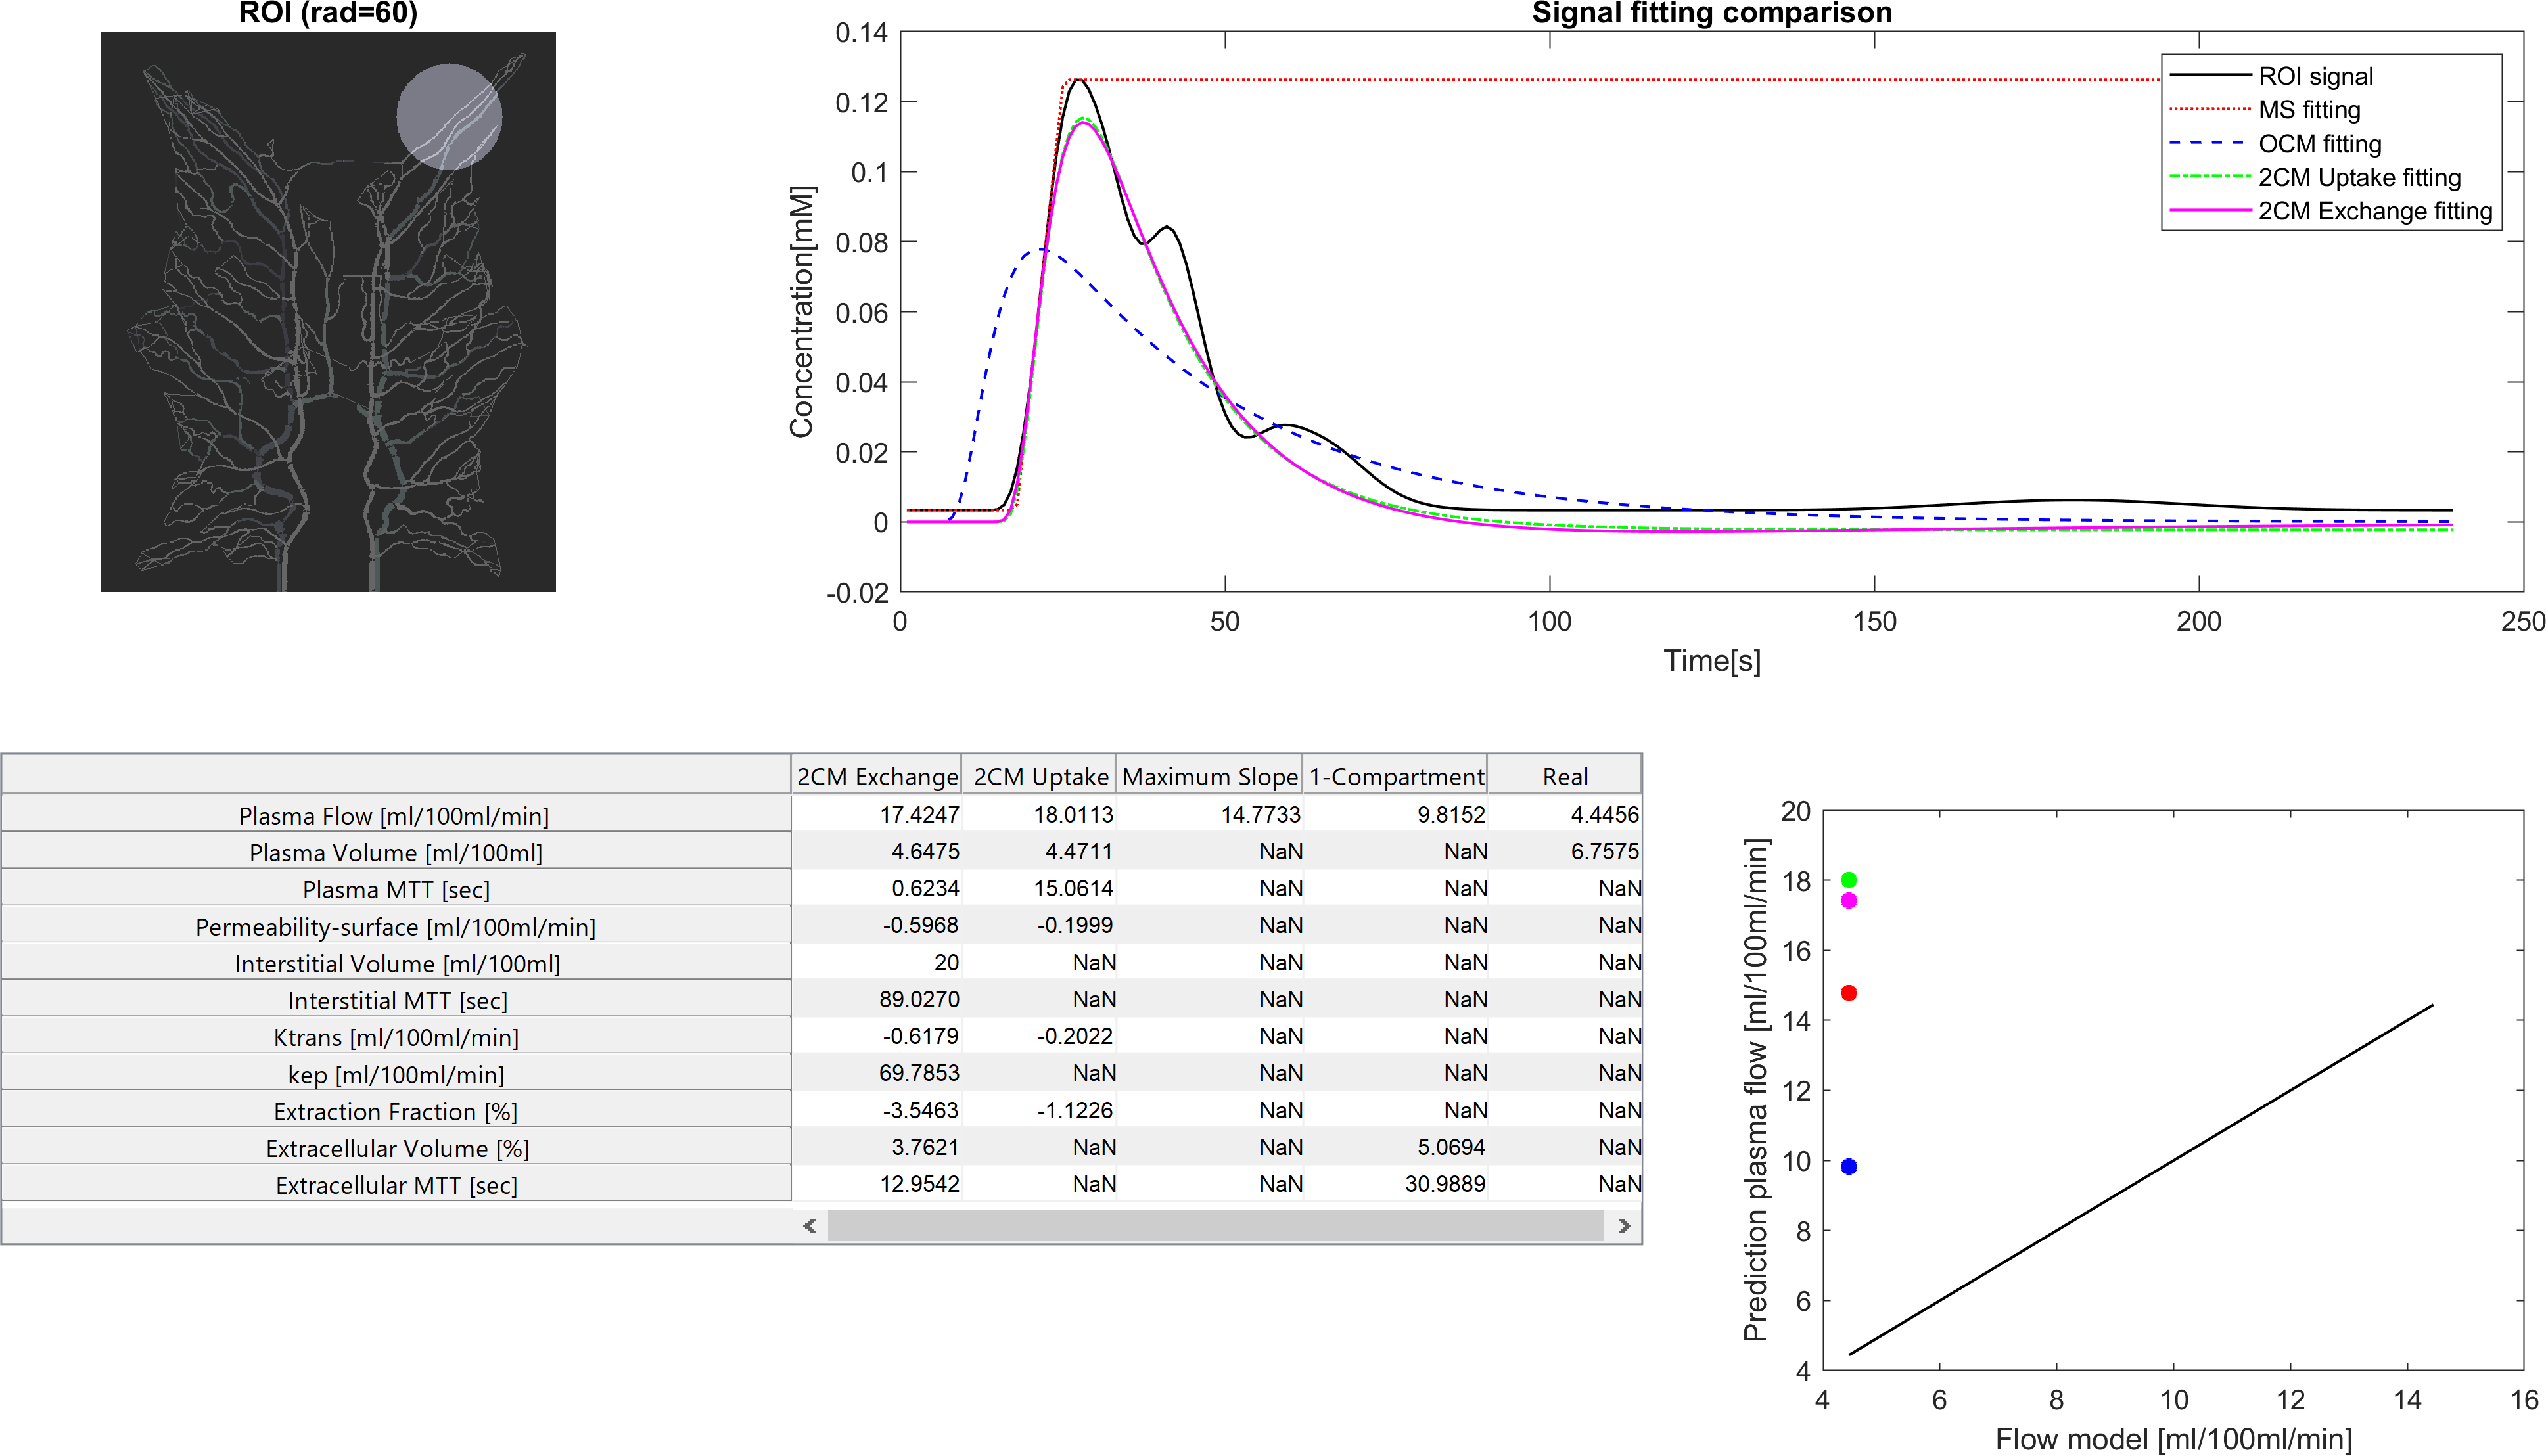 ROI (rad=60)
Signal fitting comparison
0.14
0.12
0.1
0.08
0.06
0.04
0.02
0
-0.02
Concentration[mM]
0 50 100 150 200 250
Time[s]
ROI signal
MS fitting
OCM fitting
2CM Uptake fitting
2CM Exchange fitting
2CM Exchange 2CM Uptake Maximum Slope 1-Compartment Real
Plasma Flow [ml/100ml/min] 17.4247 18.0113 14.7733 9.8152 4.4456
Plasma Volume [ml/100ml] 4.6475 4.4711 NaN NaN 6.7575
Plasma MTT [sec] 0.6234 15.0614 NaN NaN NaN
Permeability-surface [ml/100ml/min] -0.5968 -0.1999 NaN NaN NaN
Interstitial Volume [ml/100ml] 20 NaN NaN NaN NaN
Interstitial MTT [sec] 89.0270 NaN NaN NaN NaN
Ktrans [ml/100ml/min] -0.6179 -0.2022 NaN NaN NaN
kep [ml/100ml/min] 69.7853 NaN NaN NaN NaN
Extraction Fraction [%] -3.5463 -1.1226 NaN NaN NaN
Extracellular Volume [%] 3.7621 NaN NaN 5.0694 NaN
Extracellular MTT [sec] 12.9542 NaN NaN 30.9889 NaN
20
18
16
14
12
10
8
6
4
Prediction plasma flow [ml/100ml/min]
4 6 8 10 12 14 16
Flow model [ml/100ml/min]